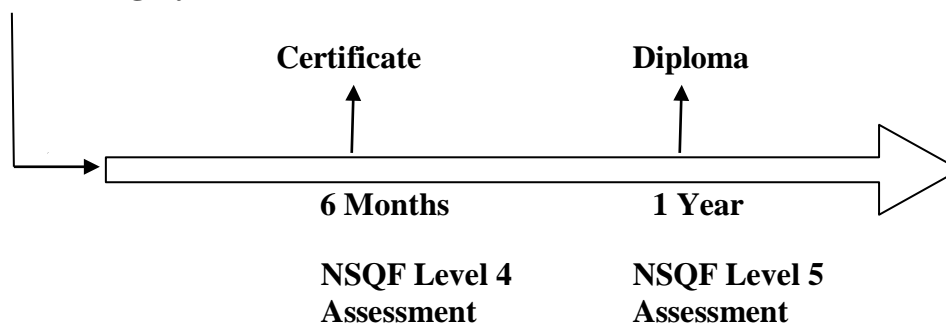 Certificate Diploma
6 Months 1 Year
NSQF Level 4 NSQF Level 5
Assessment Assessment